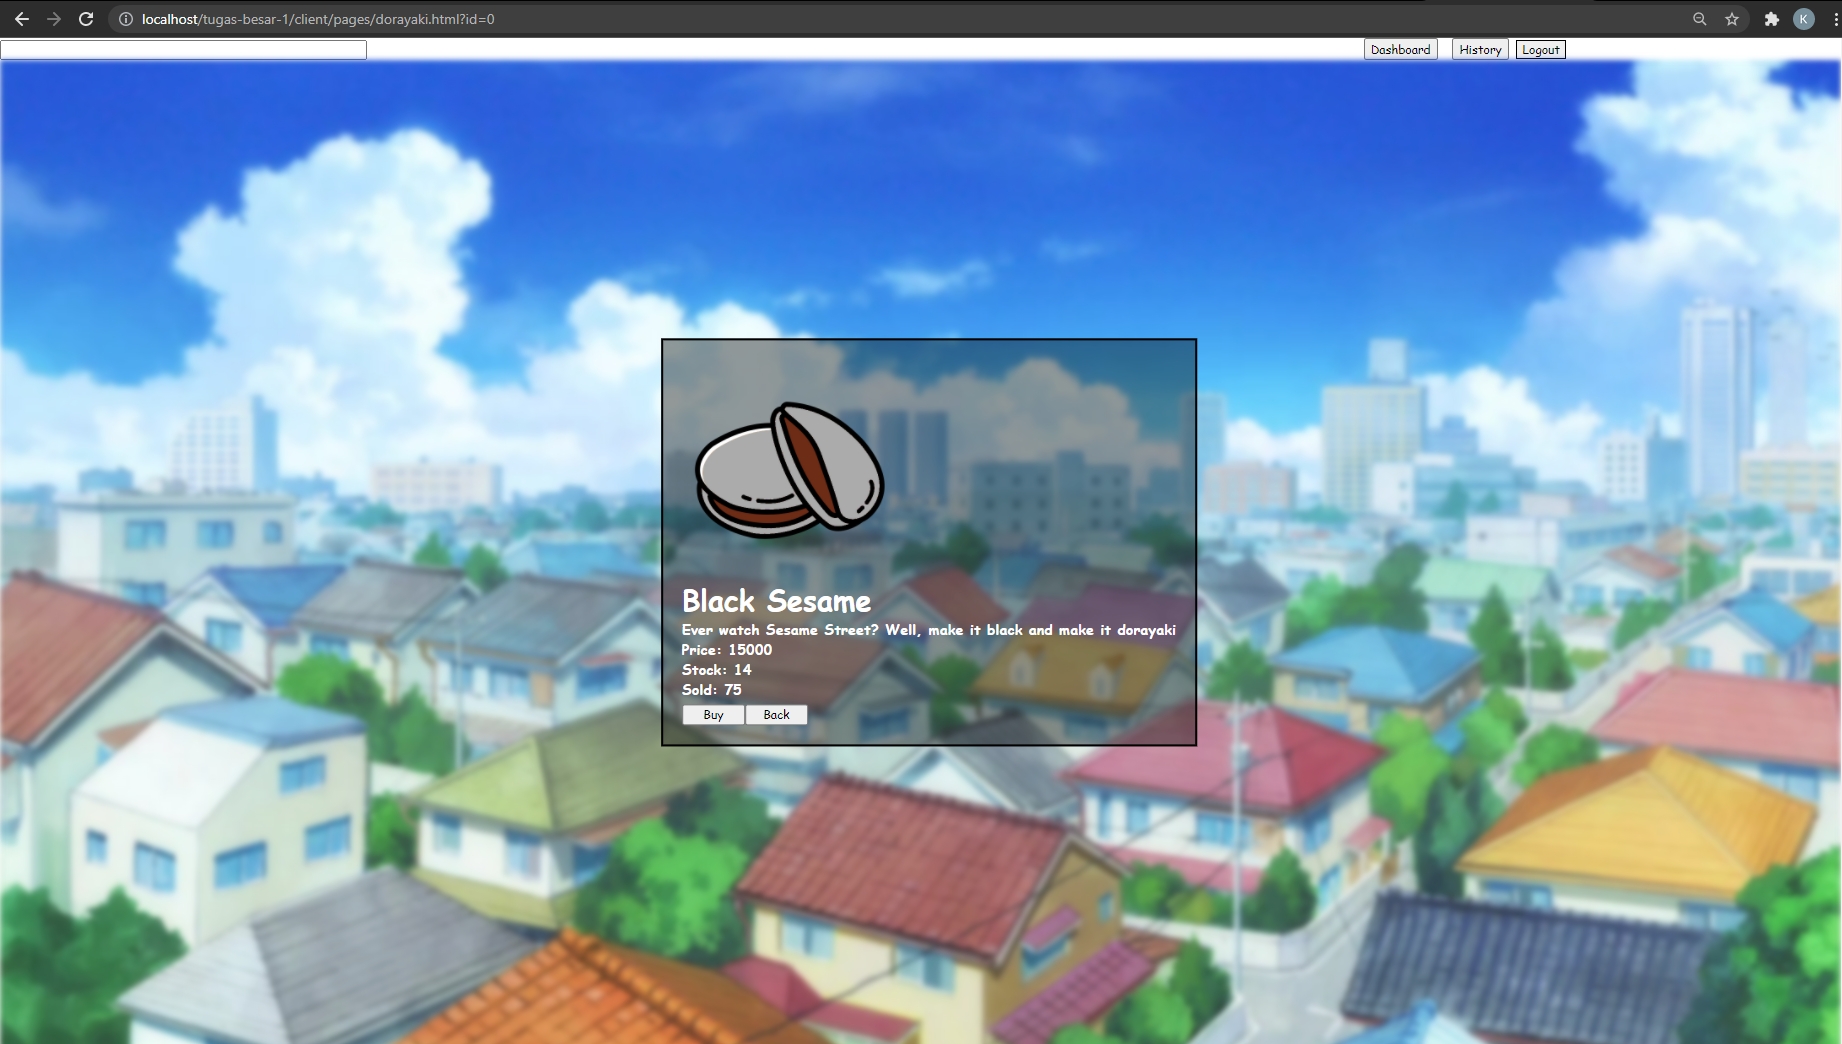 localhost/tugas-besar-1/client/pages/dorayaki.html?id=0
K
Dashboard History Logout
Black Sesame
Ever watch Sesame Street? Well, make it black and make it dorayaki
Price: 15000
Stock: 14
Sold: 75
Buy Back